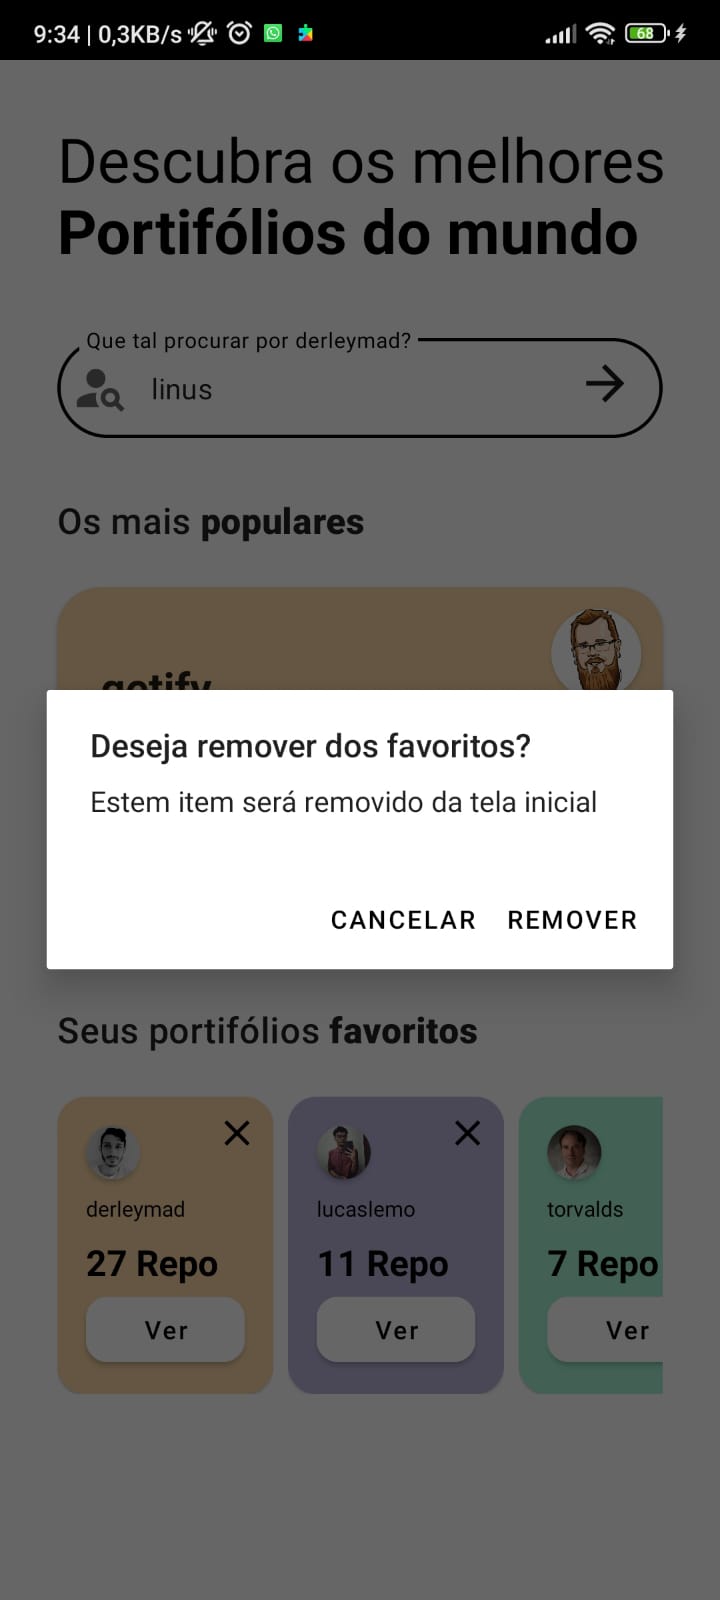 9:34 | 0,3KB/s
68
Descubra os melhores
Portifólios do mundo
Que tal procurar por derleymad?
linus
Os mais populares
gotify
Deseja remover dos favoritos?
Estem item será removido da tela inicial
CANCELAR REMOVER
Seus portifólios favoritos
derleymad lucaslemo torvalds
27 Repo 11 Repo 7 Repo
Ver Ver Ver